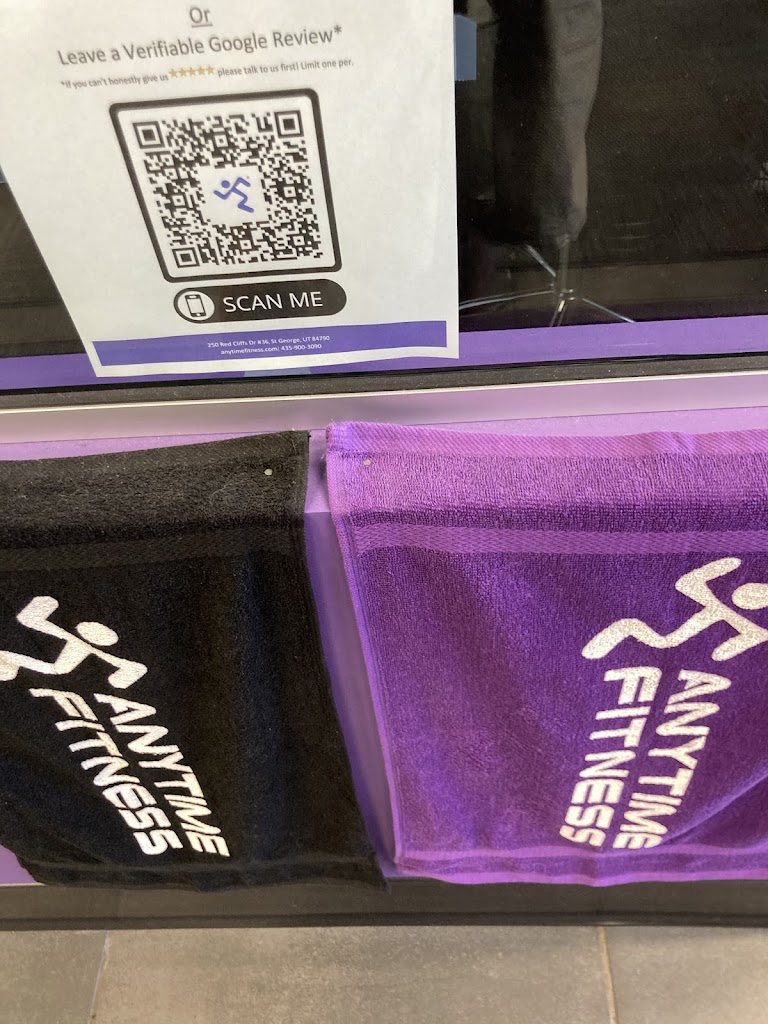 Or
Leave a Verifiable Google Review*
*If you can't honestly give us ★★★★★ please talk to us first! Limit one per.
SCAN ME
250 Red Cliffs Dr #36, St George, UT 84790
anytimefitness.com; 435-900-3090
ANYTIME
FITNESS
ANYTIME
FITNESS